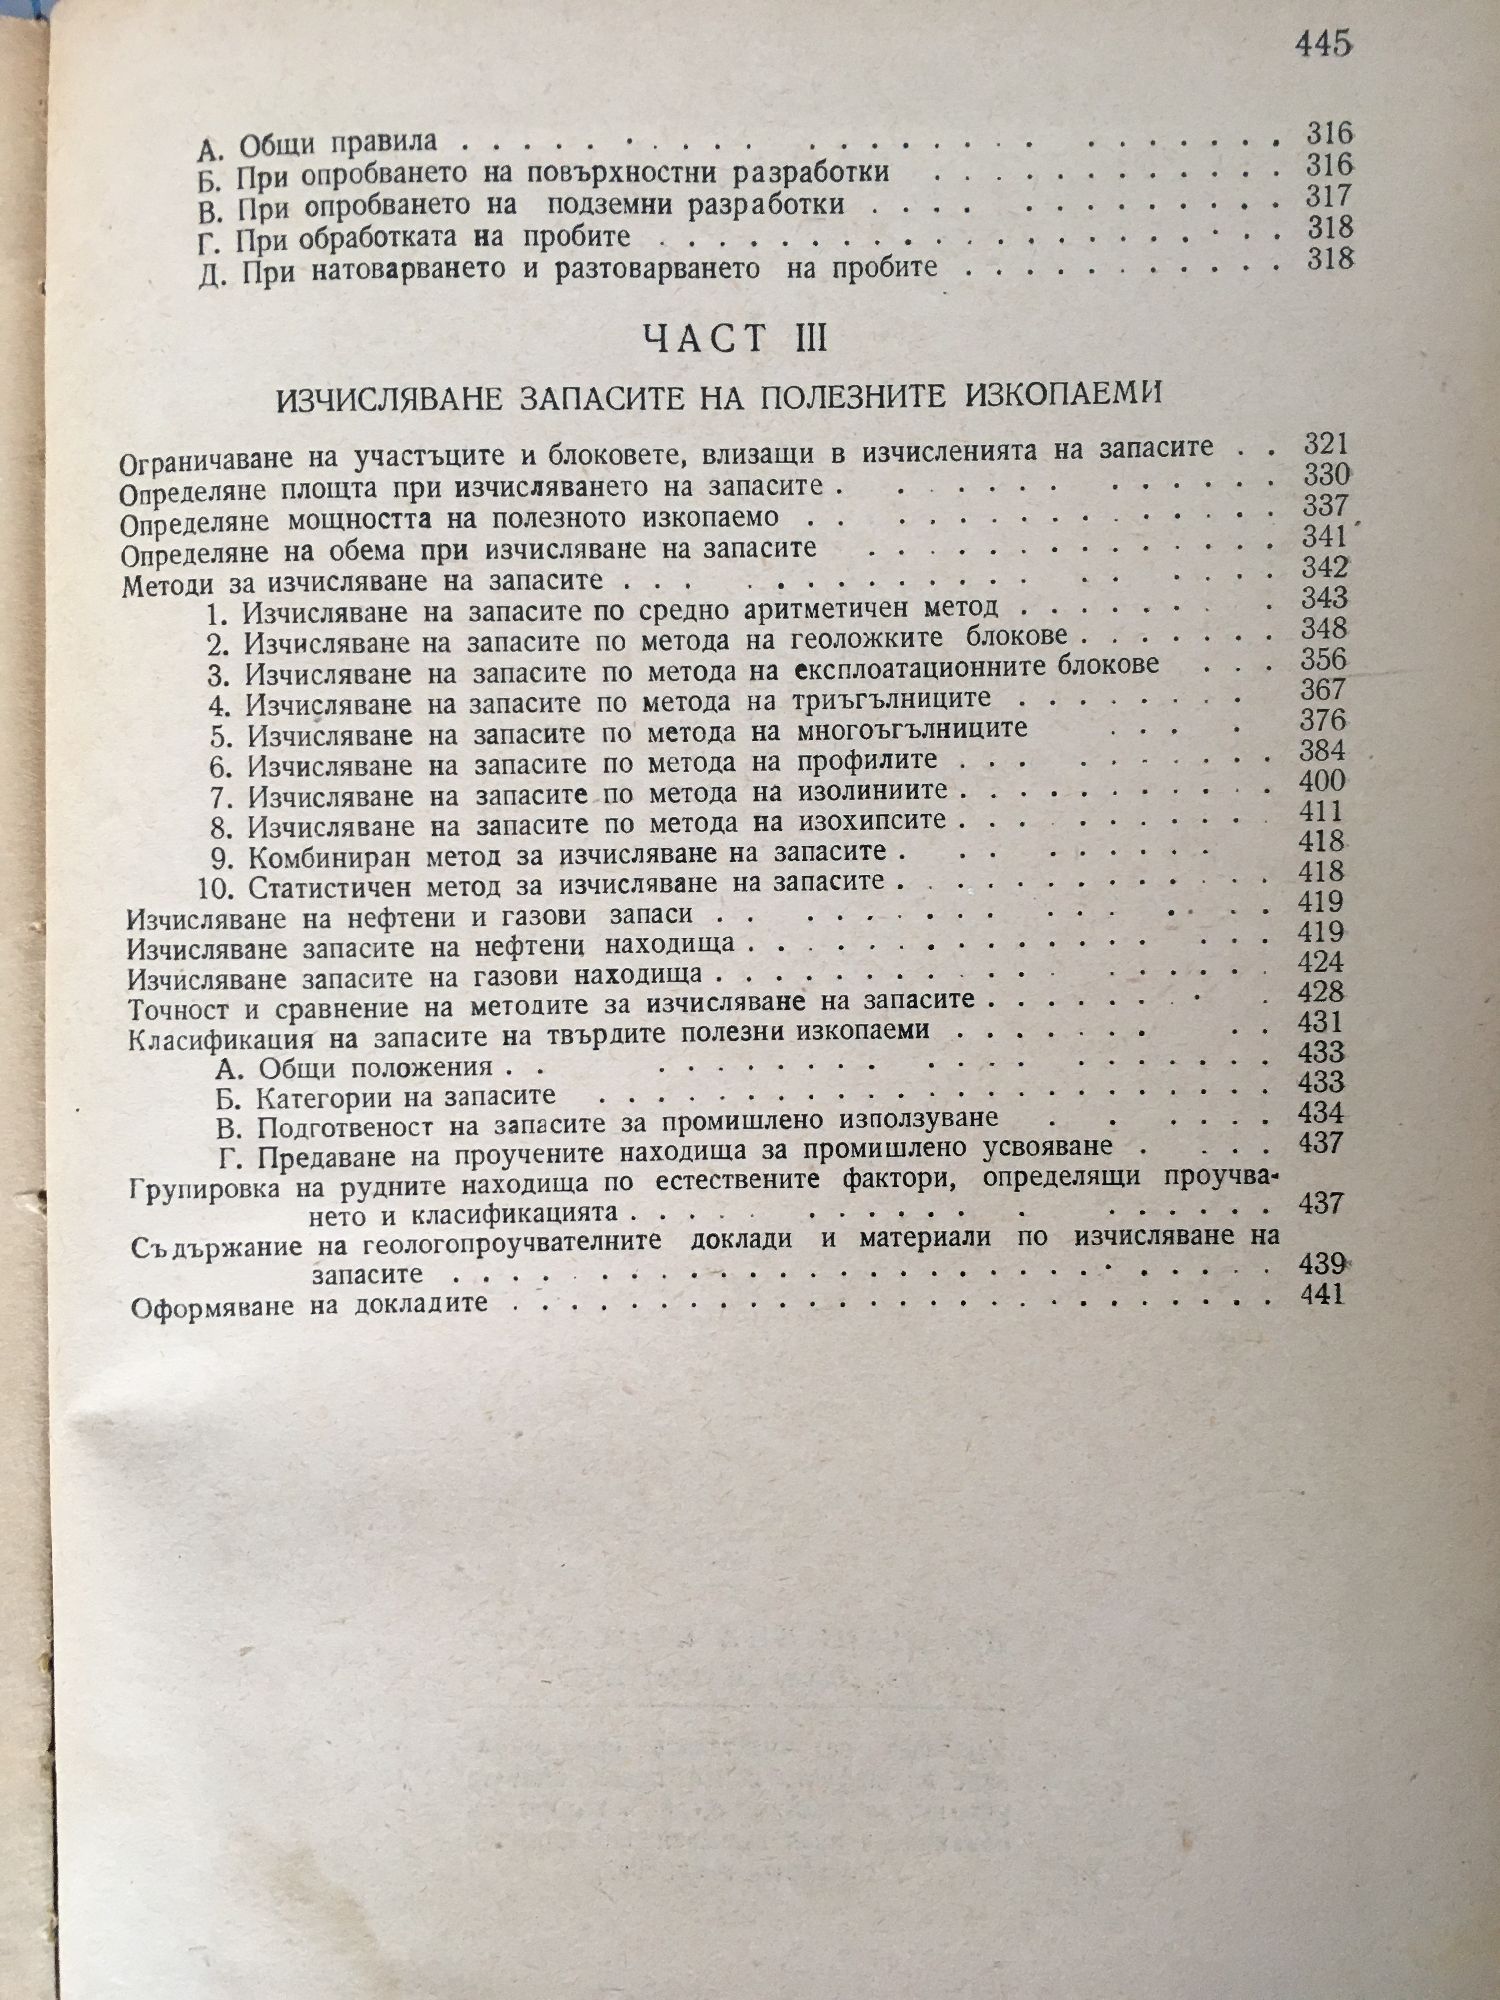 445
А. Общи правила . . . . . . . . . . . . . . . . . . . . . . . . 316
Б. При опробването на повърхностни разработки . . . . . . . . . . . . 316
В. При опробването на подземни разработки . . . . . . . . . . . . . 317
Г. При обработката на пробите . . . . . . . . . . . . . . . . . . . . 318
Д. При натоварването и разтоварването на пробите . . . . . . . . . . . 318
ЧАСТ III
ИЗЧИСЛЯВАНЕ ЗАПАСИТЕ НА ПОЛЕЗНИТЕ ИЗКОПАЕМИ
Ограничаване на участъците и блоковете, влизащи в изчисленията на запасите . . 321
Определяне площта при изчисляването на запасите . . . . . . . . . . . . . 330
Определяне мощността на полезното изкопаемо . . . . . . . . . . . . . . . 337
Определяне на обема при изчисляване на запасите . . . . . . . . . . . . . 341
Методи за изчисляване на запасите . . . . . . . . . . . . . . . . . . . 342
1. Изчисляване на запасите по средно аритметичен метод . . . . . . . . 343
2. Изчисляване на запасите по метода на геоложките блокове . . . . . . . 348
3. Изчисляване на запасите по метода на експлоатационните блокове . . . 356
4. Изчисляване на запасите по метода на триъгълниците . . . . . . . . 367
5. Изчисляване на запасите по метода на многоъгълниците . . . . 376
6. Изчисляване на запасите по метода на профилите . . . . . . . . . . 384
7. Изчисляване на запасите по метода на изолиниите . . . . . . . . . . . 400
8. Изчисляване на запасите по метода на изохипсите . . . . . . . . . . 411
9. Комбиниран метод за изчисляване на запасите . . . . . . . . . 418
10. Статистичен метод за изчисляване на запасите . . . . . . . . . . . . . 418
Изчисляване на нефтени и газови запаси . . . . . . . . . . . . . . . . 419
Изчисляване запасите на нефтени находища . . . . . . . . . . . . . . . . . 419
Изчисляване запасите на газови находища . . . . . . . . . . . . . . . . . 424
Точност и сравнение на методите за изчисляване на запасите . . . . . . . . . 428
Класификация на запасите на твърдите полезни изкопаеми . . . . . . . . . 431
А. Общи положения . . . . . . . . . . . . . . . . . . . . . 433
Б. Категории на запасите . . . . . . . . . . . . . . . . . . . . . . 433
В. Подготвеност на запасите за промишлено използуване . . . . . . 434
Г. Предаване на проучените находища за промишлено усвояване . . . . 437
Групировка на рудните находища по естествените фактори, определящи проучва-
нето и класификацията . . . . . . . . . . . . . . . . . . 437
Съдържание на геологопроучвателните доклади и материали по изчисляване на
запасите . . . . . . . . . . . . . . . . . . . . . . . . . . . 439
Оформяване на докладите . . . . . . . . . . . . . . . . . . . . . . . . . 441